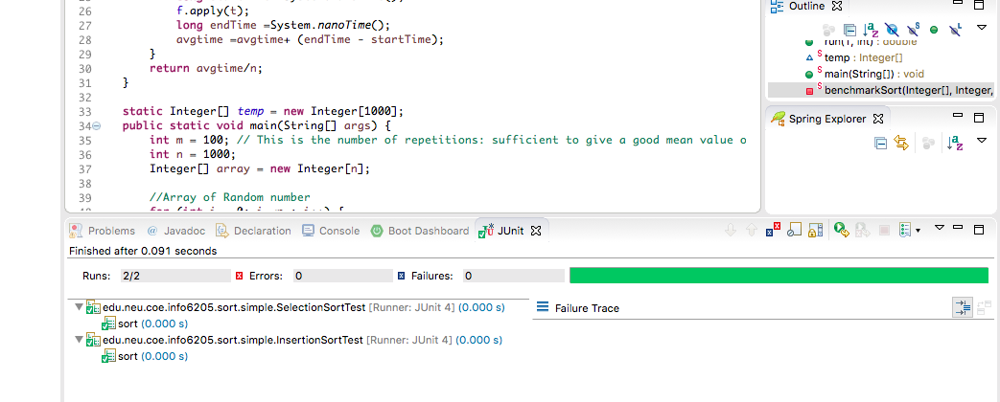 26 f.apply(t);
27 long endTime =System.nanoTime();
28 avgtime =avgtime+ (endTime - startTime);
29 }
30 return avgtime/n;
31 }
32
33 static Integer[] temp = new Integer[1000];
34 public static void main(String[] args) {
35 int m = 100; // This is the number of repetitions: sufficient to give a good mean value o
36 int n = 1000;
37 Integer[] array = new Integer[n];
38
39 //Array of Random number
Outline
run(T, int) : double
temp : Integer[]
main(String[]) : void
benchmarkSort(Integer[], Integer,
Spring Explorer
Problems @ Javadoc Declaration Console Boot Dashboard JUnit
Finished after 0.091 seconds
Runs: 2/2 Errors: 0 Failures: 0
edu.neu.coe.info6205.sort.simple.SelectionSortTest [Runner: JUnit 4] (0.000 s)
Failure Trace
sort (0.000 s)
edu.neu.coe.info6205.sort.simple.InsertionSortTest [Runner: JUnit 4] (0.000 s)
sort (0.000 s)